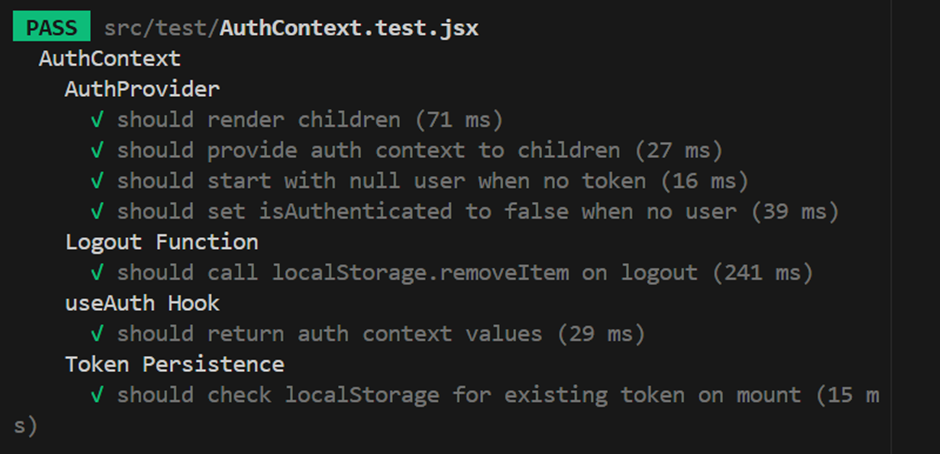 PASS src/test/AuthContext.test.jsx
AuthContext
AuthProvider
√ should render children (71 ms)
√ should provide auth context to children (27 ms)
√ should start with null user when no token (16 ms)
√ should set isAuthenticated to false when no user (39 ms)
Logout Function
√ should call localStorage.removeItem on logout (241 ms)
useAuth Hook
√ should return auth context values (29 ms)
Token Persistence
√ should check localStorage for existing token on mount (15 m
s)